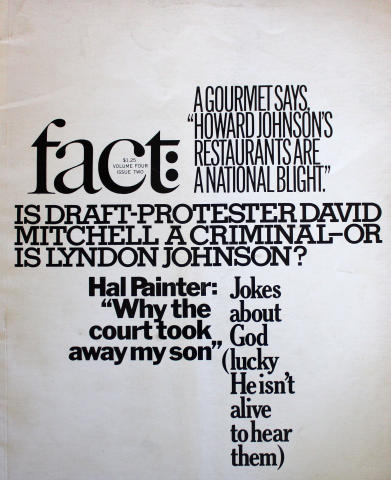 fact:
$1.25
VOLUME FOUR
ISSUE TWO
A GOURMET SAYS,
“HOWARD JOHNSON'S
RESTAURANTS ARE
A NATIONAL BLIGHT.”
IS DRAFT-PROTESTER DAVID
MITCHELL A CRIMINAL–OR
IS LYNDON JOHNSON?
Hal Painter:
“Why the
court took
away my son”
Jokes
about
God
(lucky
He isn't
alive
to hear
them)